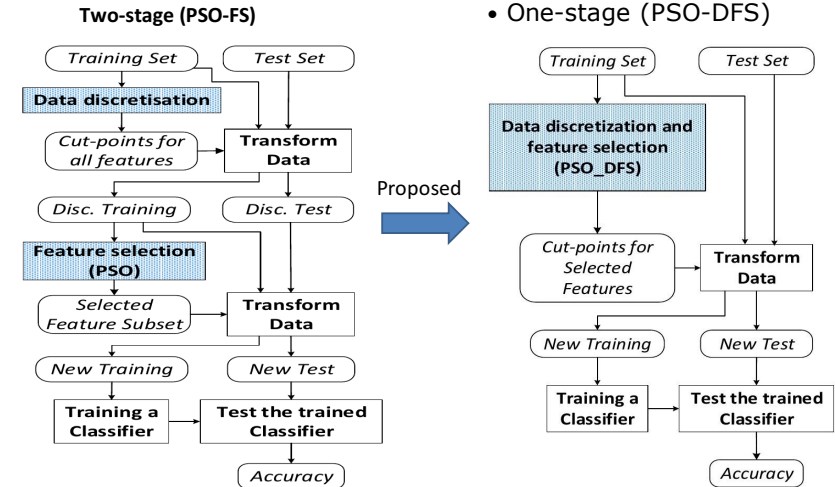 Two-stage (PSO-FS)
Training Set
Test Set
Data discretisation
Cut-points for
all features
Transform
Data
Disc. Training
Disc. Test
Feature selection
(PSO)
Selected
Feature Subset
Transform
Data
New Training
New Test
Training a
Classifier
Test the trained
Classifier
Accuracy
Proposed
• One-stage (PSO-DFS)
Training Set
Test Set
Data discretization and
feature selection
(PSO_DFS)
Cut-points for
Selected
Features
Transform
Data
New Training
New Test
Training a
Classifier
Test the trained
Classifier
Accuracy